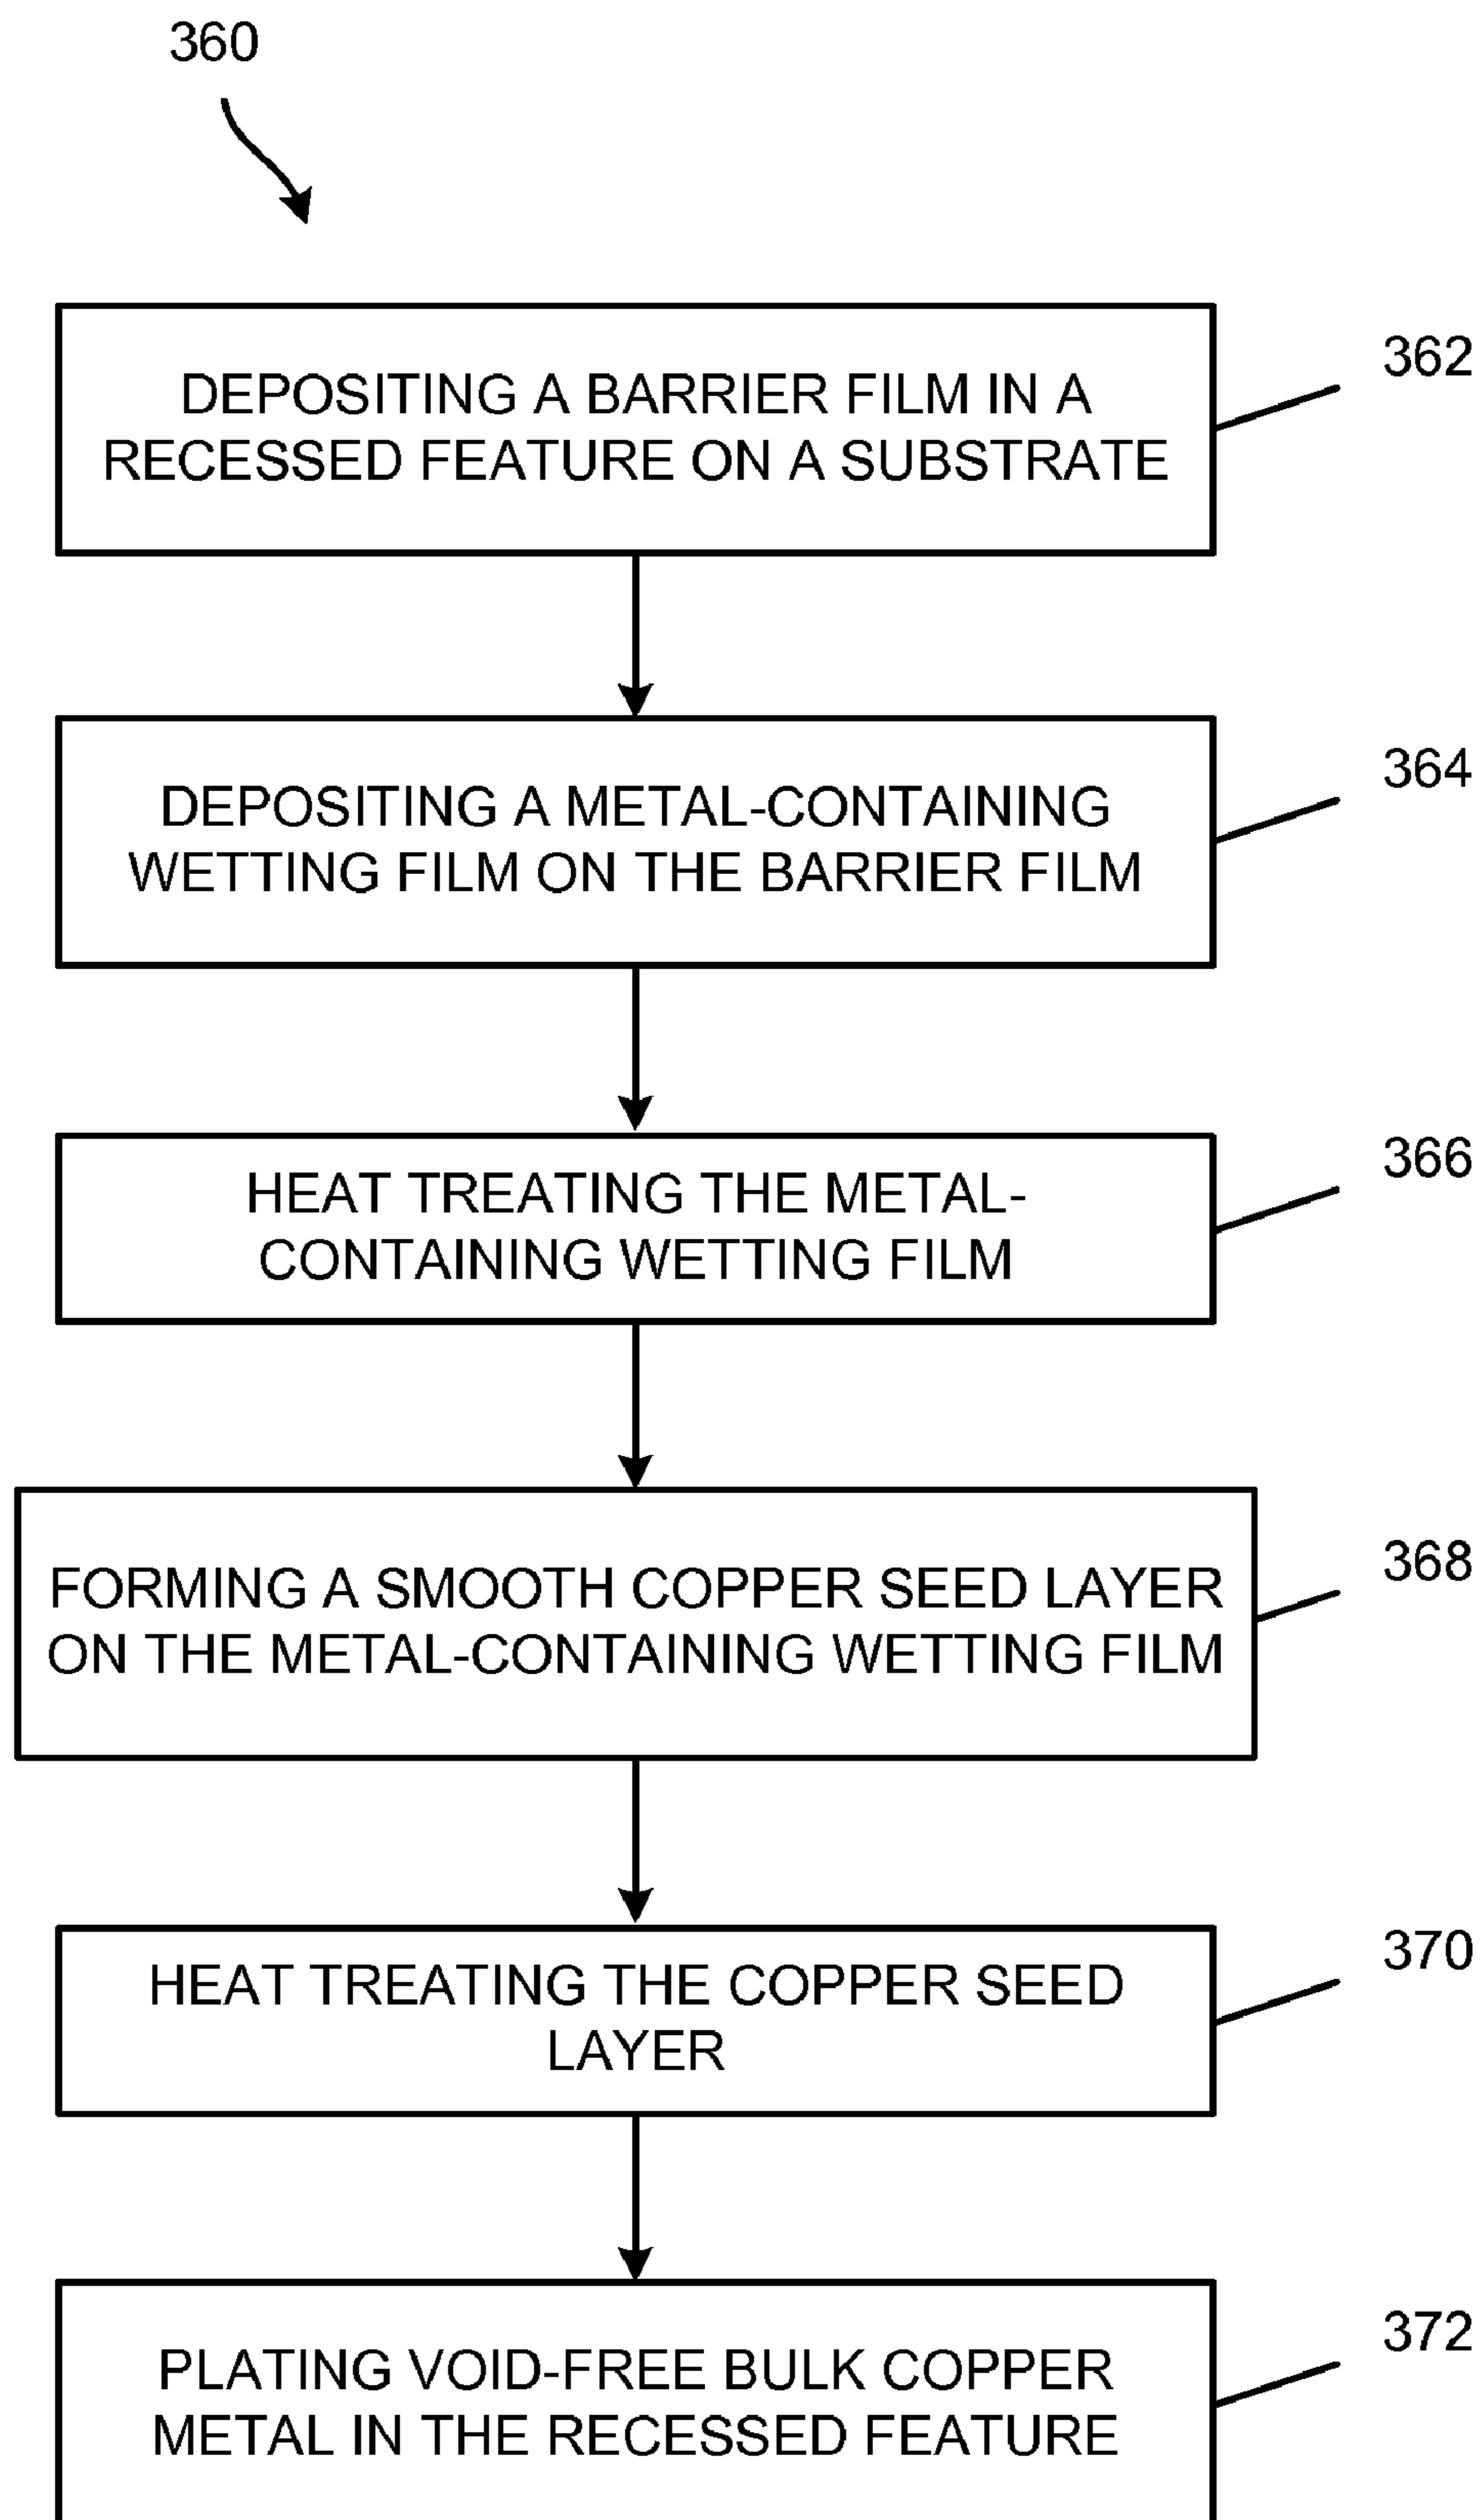 360
DEPOSITING A BARRIER FILM IN A
RECESSED FEATURE ON A SUBSTRATE
362
DEPOSITING A METAL-CONTAINING
WETTING FILM ON THE BARRIER FILM
364
HEAT TREATING THE METAL-
CONTAINING WETTING FILM
366
FORMING A SMOOTH COPPER SEED LAYER
ON THE METAL-CONTAINING WETTING FILM
368
HEAT TREATING THE COPPER SEED
LAYER
370
PLATING VOID-FREE BULK COPPER
METAL IN THE RECESSED FEATURE
372